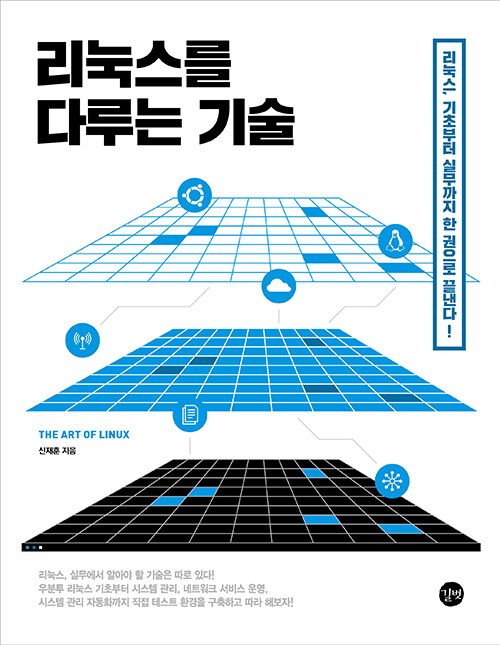 리눅스를
다루는 기술
리눅스, 기초부터 실무까지 한 권으로 끝낸다!
THE ART OF LINUX
신재훈 지음
리눅스, 실무에서 알아야 할 기술은 따로 있다!
우분투 리눅스 기초부터 시스템 관리, 네트워크 서비스 운영,
시스템 관리 자동화까지 직접 테스트 환경을 구축하고 따라 해보자!
길벗